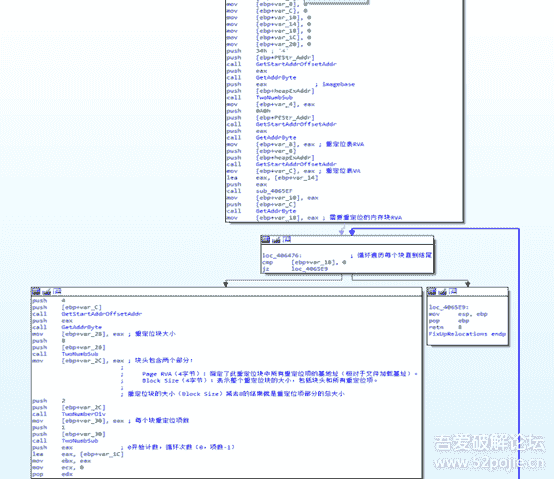 mov [ebp+var_8], 0
mov [ebp+var_C], 0
mov [ebp+var_10], 0
mov [ebp+var_14], 0
mov [ebp+var_18], 0
mov [ebp+var_1C], 0
mov [ebp+var_28], 0
push 34h ; '4'
push [ebp+PEStr_Addr]
call GetStartAddrOffsetAddr
push eax
call GetAddrByte
push eax ; imagebase
push [ebp+heapExAddr]
call TwoNumbSub
mov [ebp+var_4], eax
push 0A0h
push [ebp+PEStr_Addr]
call GetStartAddrOffsetAddr
push eax
call GetAddrByte
mov [ebp+var_8], eax ; 重定位表RVA
push [ebp+var_8]
push [ebp+heapExAddr]
call GetStartAddrOffsetAddr
mov [ebp+var_C], eax ; 重定位表VA
lea eax, [ebp+var_14]
push eax
call sub_4065E7
mov [ebp+var_10], eax
push [ebp+var_C]
call GetAddrByte
mov [ebp+var_18], eax ; 需要重定位的内存块RVA
loc_406476: ; 循环遍历每个块直到结尾
cmp [ebp+var_18], 0
jz loc_4065E9
push 4
push [ebp+var_C]
call GetStartAddrOffsetAddr
push eax
call GetAddrByte
mov [ebp+var_28], eax ; 重定位块大小
push 8
push [ebp+var_28]
call TwoNumbSub
mov [ebp+var_2C], eax ; 块头包含两个部分：
;
; Page RVA（4字节）：指定了此重定位块中所有重定位项的基地址（相对于文件加载基址）。
; Block Size（4字节）：表示整个重定位块的大小，包括块头和所有重定位项。
;
; 重定位块的大小（Block Size）减去8的结果就是重定位项部分的总大小
push 2
push [ebp+var_2C]
call TwoNumberDiv
mov [ebp+var_30], eax ; 每个块重定位项数
push 1
push [ebp+var_30]
call TwoNumbSub
push eax ; 0开始计数，循环次数（0，项数-1）
lea eax, [ebp+var_1C]
mov ebx, eax
mov ecx, 0
pop edx
loc_4065E9:
mov esp, ebp
pop ebp
retn 8
FixUpRelocations endp
吾爱破解论坛
www.52pojie.cn